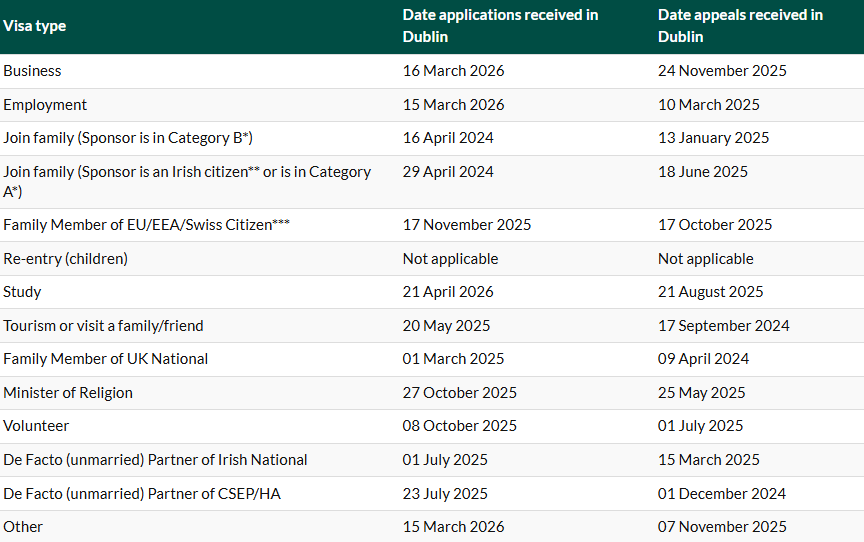 Visa type Date applications received in Dublin Date appeals received in Dublin
Business 16 March 2026 24 November 2025
Employment 15 March 2026 10 March 2025
Join family (Sponsor is in Category B*) 16 April 2024 13 January 2025
Join family (Sponsor is an Irish citizen** or is in Category A*) 29 April 2024 18 June 2025
Family Member of EU/EEA/Swiss Citizen*** 17 November 2025 17 October 2025
Re-entry (children) Not applicable Not applicable
Study 21 April 2026 21 August 2025
Tourism or visit a family/friend 20 May 2025 17 September 2024
Family Member of UK National 01 March 2025 09 April 2024
Minister of Religion 27 October 2025 25 May 2025
Volunteer 08 October 2025 01 July 2025
De Facto (unmarried) Partner of Irish National 01 July 2025 15 March 2025
De Facto (unmarried) Partner of CSEP/HA 23 July 2025 01 December 2024
Other 15 March 2026 07 November 2025